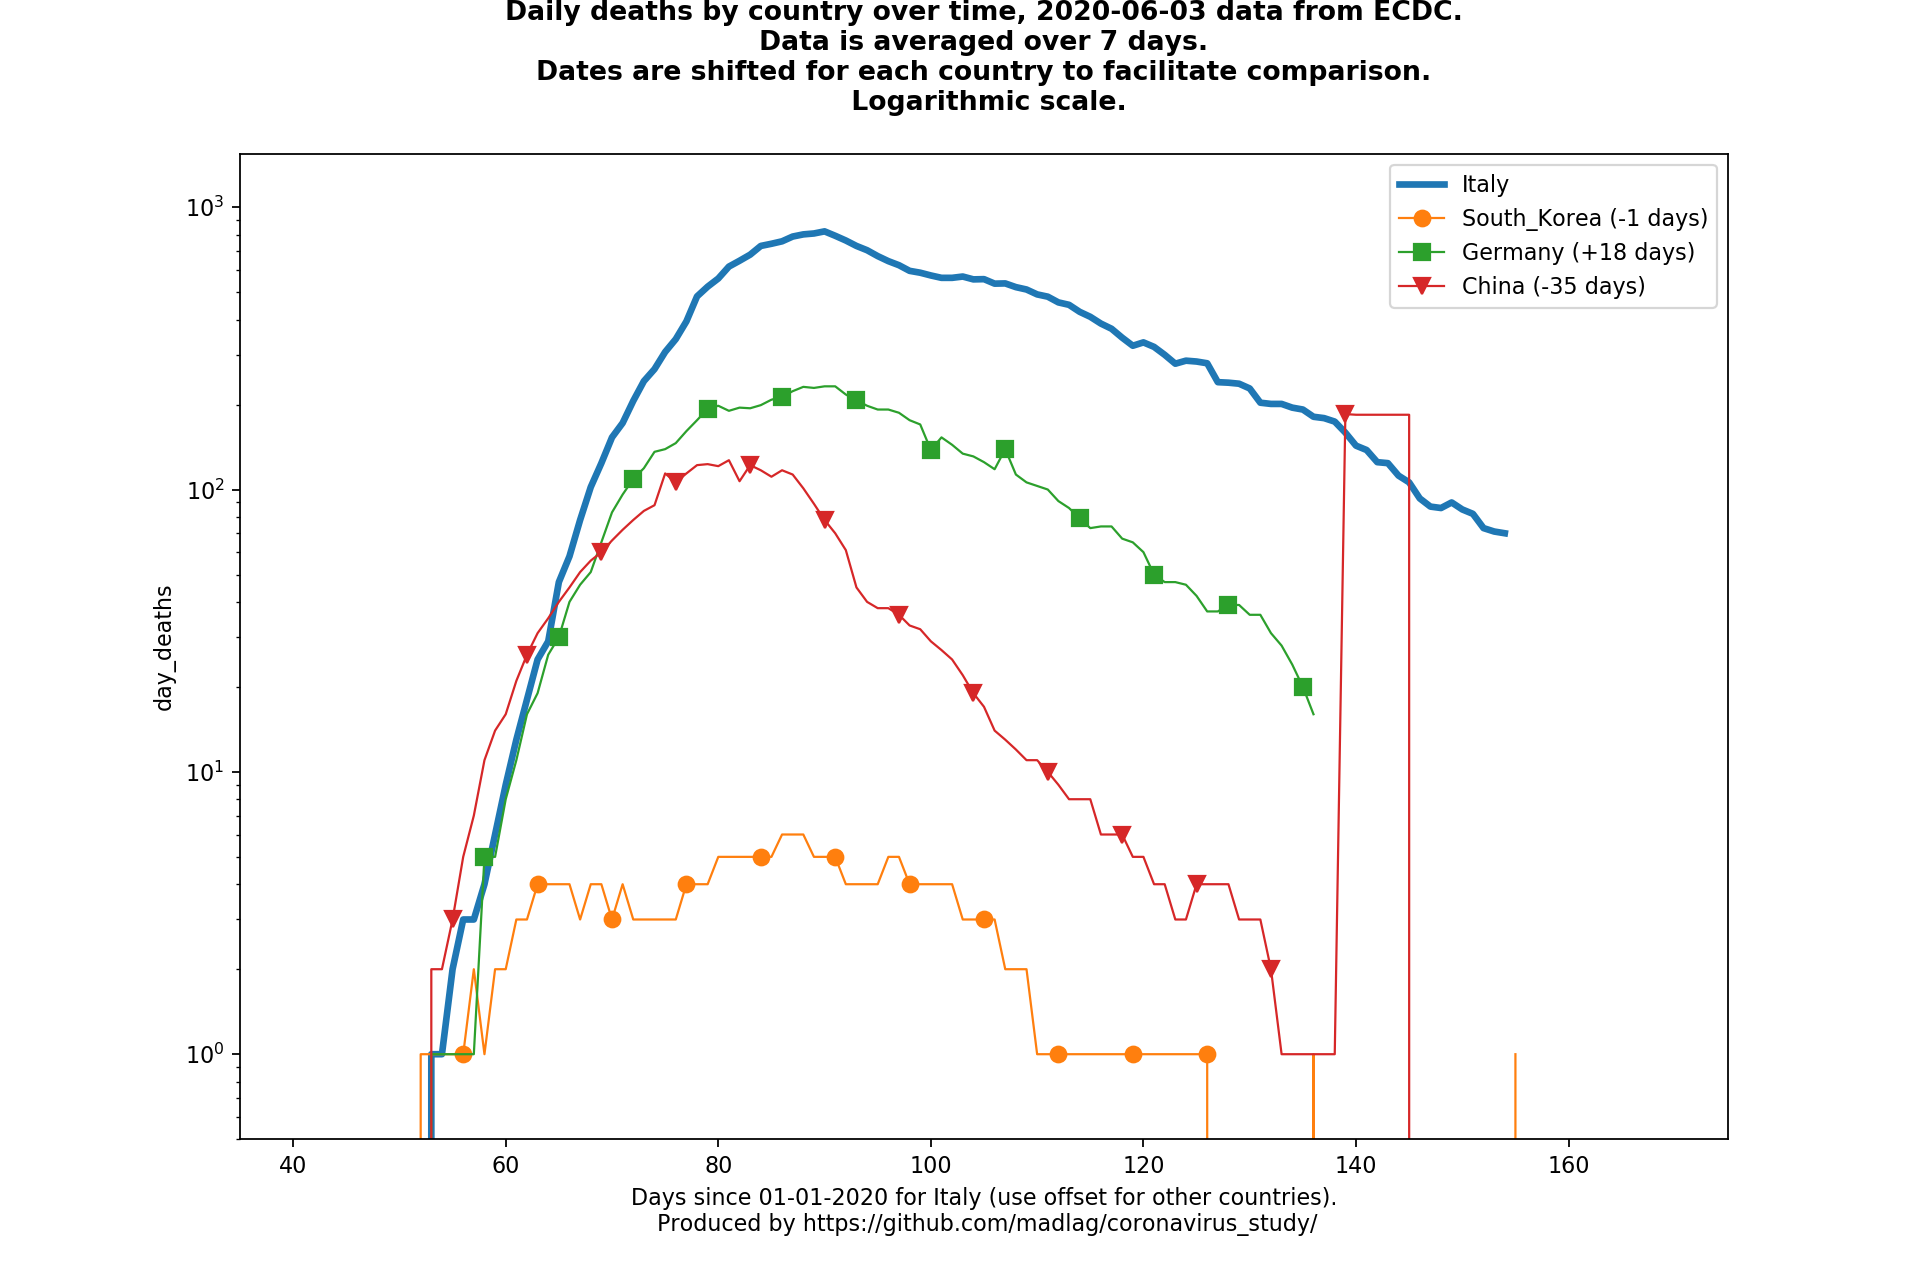 Daily deaths by country over time, 2020-06-03 data from ECDC.
Data is averaged over 7 days.
Dates are shifted for each country to facilitate comparison.
Logarithmic scale.
Italy
South_Korea (-1 days)
Germany (+18 days)
China (-35 days)
10³
10²
10¹
10⁰
day_deaths
40 60 80 100 120 140 160
Days since 01-01-2020 for Italy (use offset for other countries).
Produced by https://github.com/madlag/coronavirus_study/